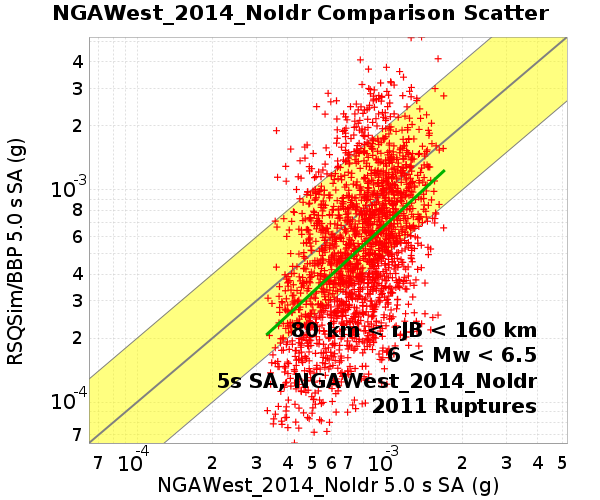 NGAWest_2014_NoIdr Comparison Scatter
RSQSim/BBP 5.0 s SA (g)
4
3
2
10^-3
8
6
4
3
2
10^-4
7
80 km < rJB < 160 km
6 < Mw < 6.5
5s SA, NGAWest_2014_NoIdr
2011 Ruptures
7 10^-4 2 3 4 5 6 7 10^-3 2 3 4 5
NGAWest_2014_NoIdr 5.0 s SA (g)